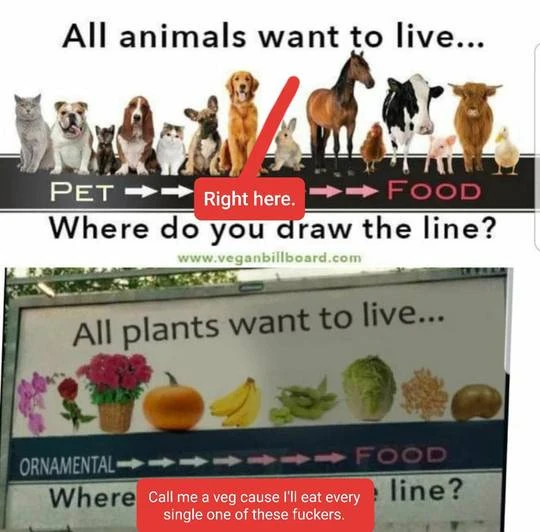 All animals want to live...
PET
Right here.
FOOD
Where do you draw the line?
www.veganbillboard.com
All plants want to live...
ORNAMENTAL
FOOD
Where
line?
Call me a veg cause I'll eat every
single one of these fuckers.